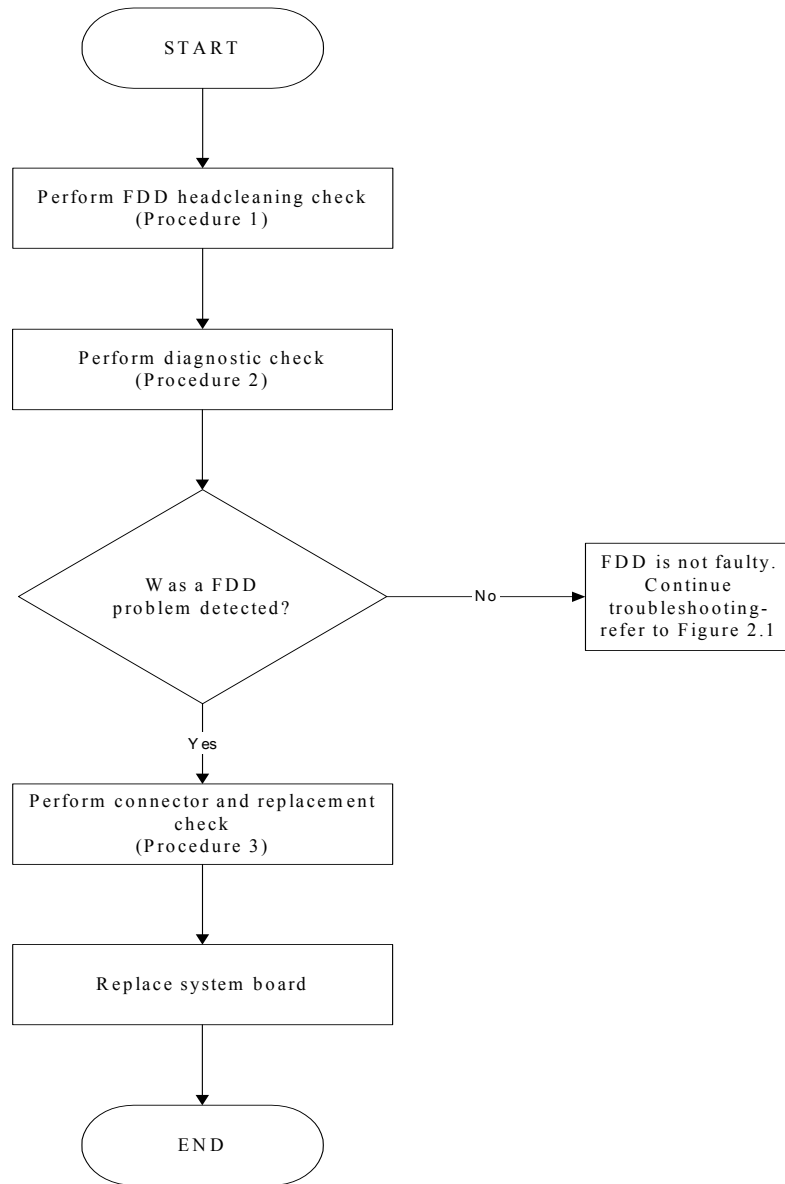 START
Perform FDD headcleaning check
(Procedure 1)
Perform diagnostic check
(Procedure 2)
Was a FDD
problem detected?
No
FDD is not faulty.
Continue
troubleshooting-
refer to Figure 2.1
Yes
Perform connector and replacement
check
(Procedure 3)
Replace system board
END